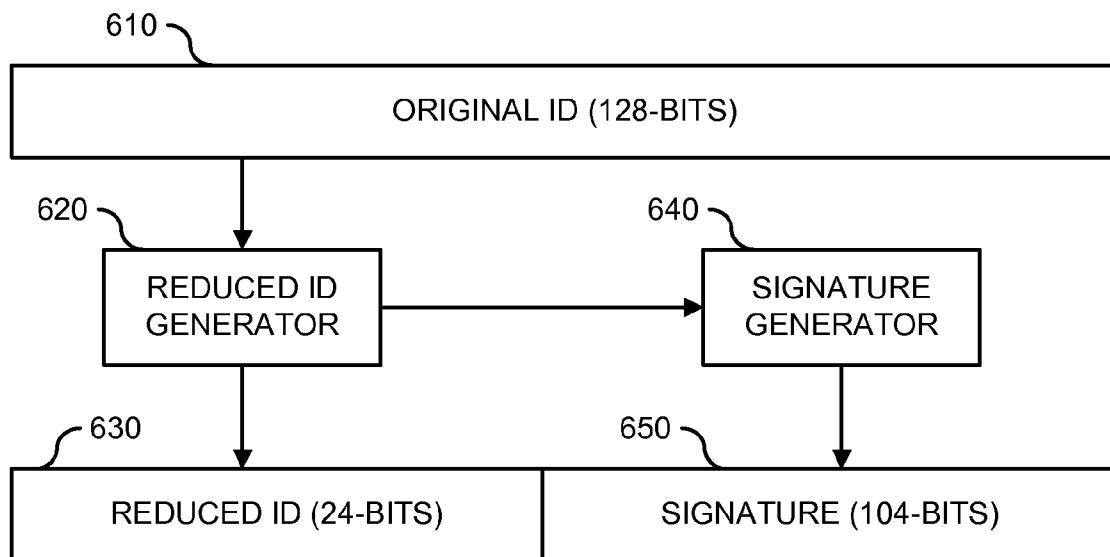 610
ORIGINAL ID (128-BITS)
620
640
REDUCED ID
GENERATOR
SIGNATURE
GENERATOR
630
650
REDUCED ID (24-BITS)
SIGNATURE (104-BITS)